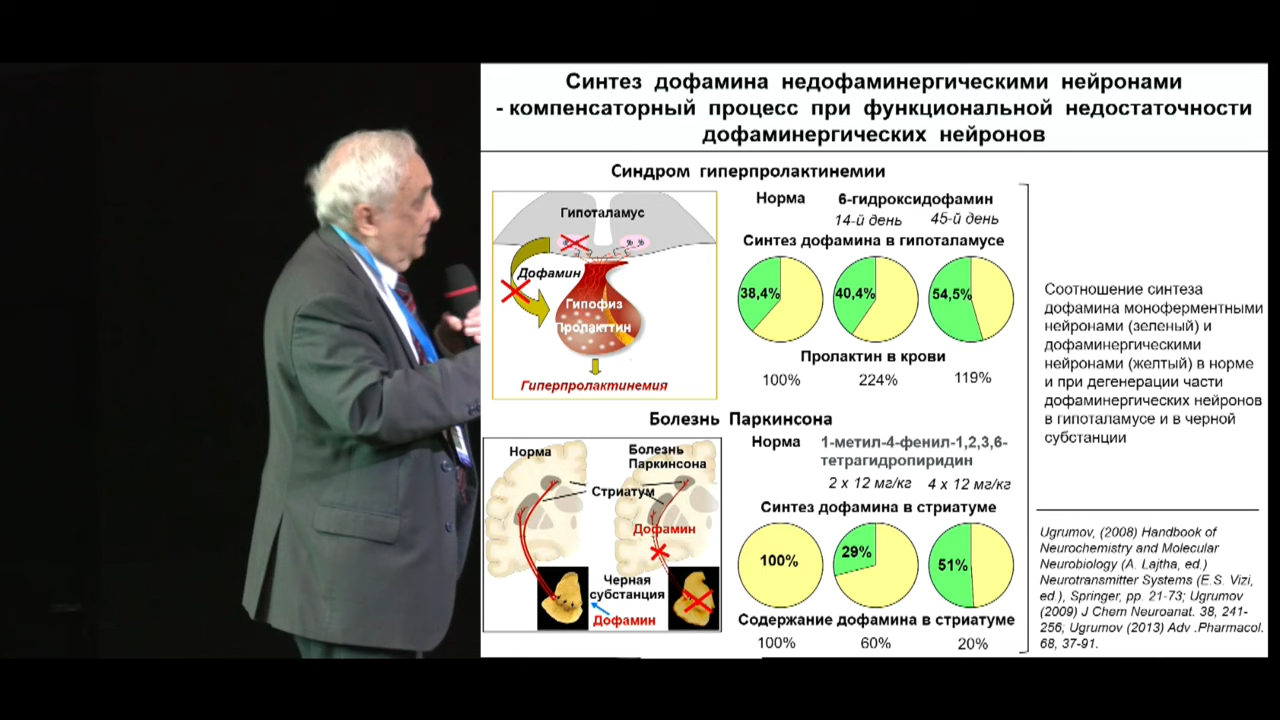 Синтез дофамина недофаминергическими нейронами
- компенсаторный процесс при функциональной недостаточности
дофаминергических нейронов
Синдром гиперпролактинемии
Гипоталамус
Дофамин
Гипофиз
Пролакттин
Гиперпролактинемия
Норма
6-гидроксидофамин
14-й день
45-й день
Синтез дофамина в гипоталамусе
38,4%
40,4%
54,5%
Пролактин в крови
100%
224%
119%
Болезнь Паркинсона
Норма
Болезнь
Паркинсона
Стриатум
Дофамин
Черная
субстанция
Дофамин
Норма
1-метил-4-фенил-1,2,3,6-
тетрагидропиридин
2 x 12 мг/кг
4 x 12 мг/кг
Синтез дофамина в стриатуме
100%
29%
51%
Содержание дофамина в стриатуме
100%
60%
20%
Соотношение синтеза
дофамина моноферментными
нейронами (зеленый) и
дофаминергическими
нейронами (желтый) в норме
и при дегенерации части
дофаминергических нейронов
в гипоталамусе и в черной
субстанции
Ugrumov, (2008) Handbook of
Neurochemistry and Molecular
Neurobiology (A. Lajtha, ed.)
Neurotransmitter Systems (E.S. Vizi,
ed.), Springer, pp. 21-73; Ugrumov
(2009) J Chem Neuroanat. 38, 241-
256; Ugrumov (2013) Adv .Pharmacol.
68, 37-91.